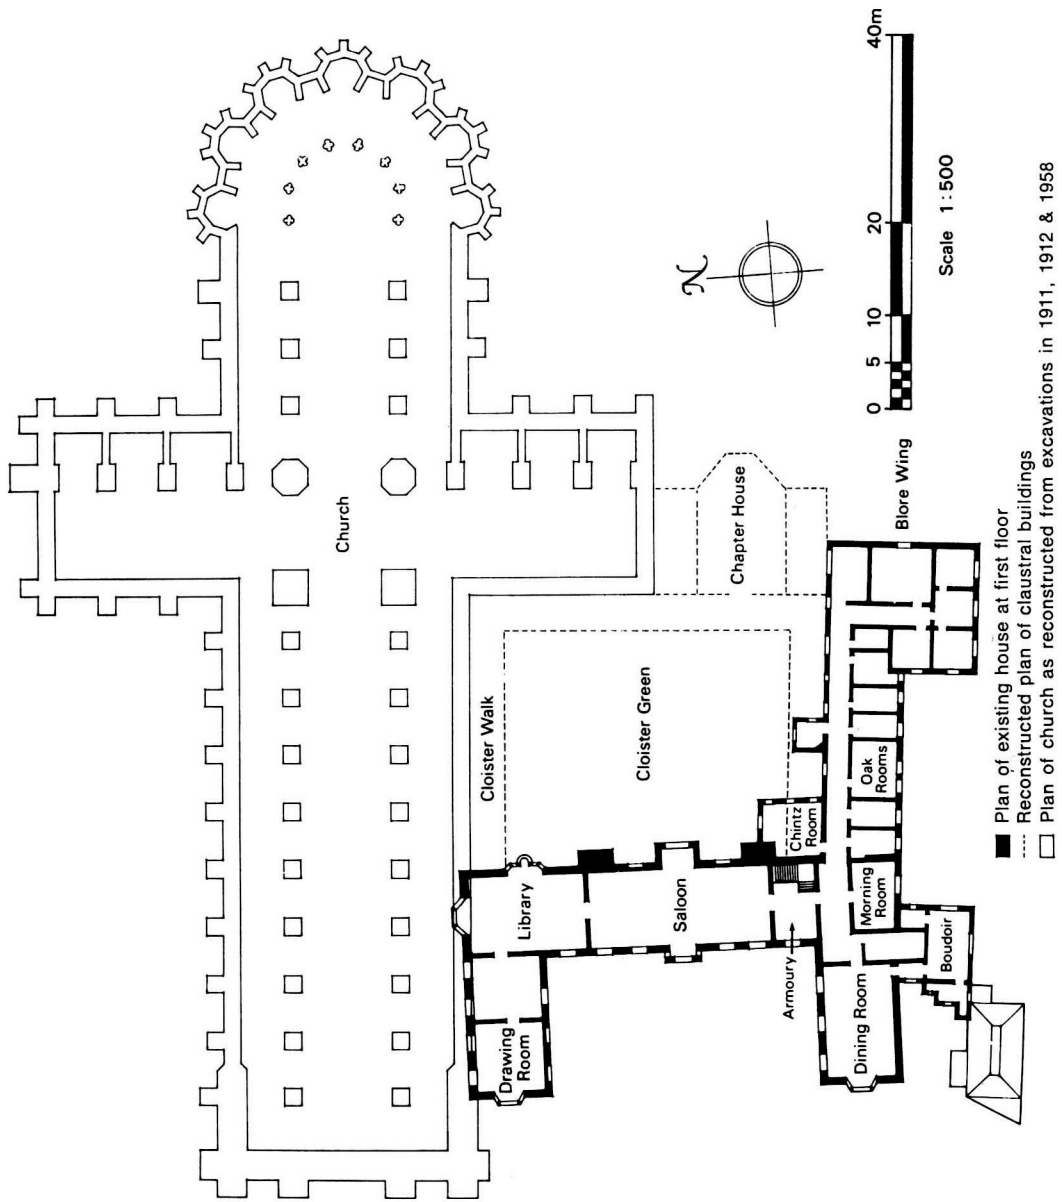 Church
N
Cloister Walk
Cloister Green
Chapter House
Library
Saloon
Drawing
Room
Armoury
Chintz
Room
Dining Room
Morning
Room
Boudoir
Oak
Rooms
Blore Wing
0 5 10 20 40m
Scale 1:500
Plan of existing house at first floor
Reconstructed plan of claustral buildings
Plan of church as reconstructed from excavations in 1911, 1912 & 1958